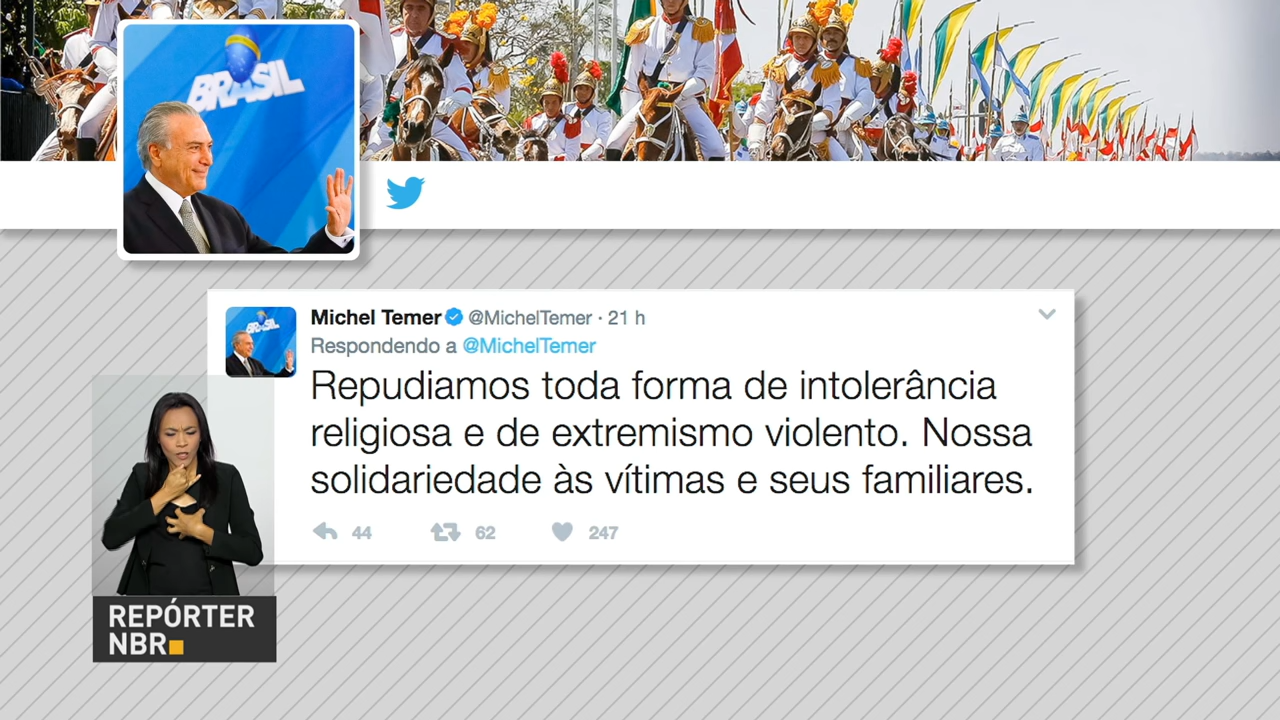 BRASIL
Michel Temer @MichelTemer · 21 h
Respondendo a @MichelTemer
BRASIL
Repudiamos toda forma de intolerância
religiosa e de extremismo violento. Nossa
solidariedade às vítimas e seus familiares.
44 62 247
REPÓRTER
NBR